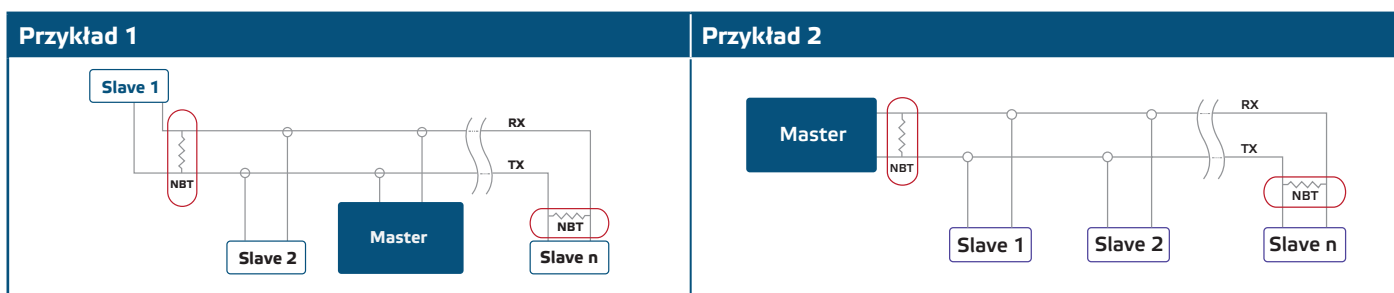 Przykład 1
Slave 1
RX
TX
NBT
NBT
Master
Slave 2
Slave n
Przykład 2
Master
RX
TX
NBT
NBT
Slave 1
Slave 2
Slave n